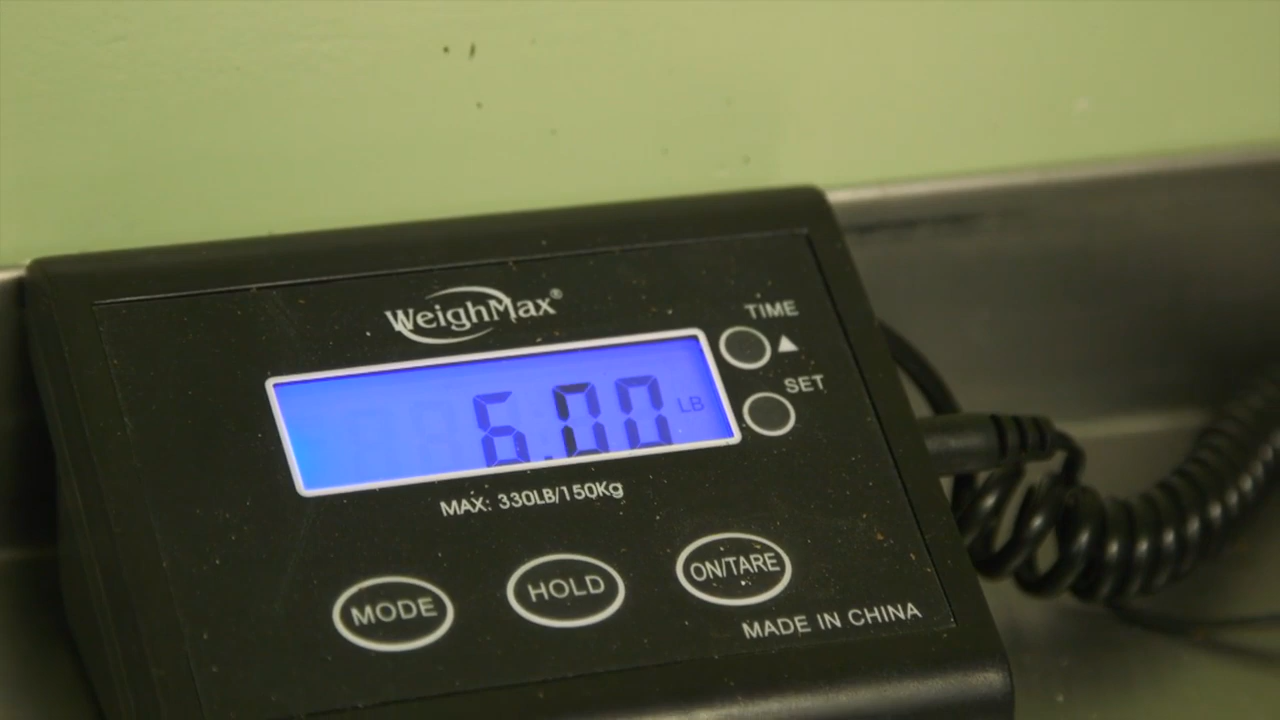 WeighMax®
TIME
SET
6.00 LB
MAX: 330LB/150Kg
MODE
HOLD
ON/TARE
MADE IN CHINA